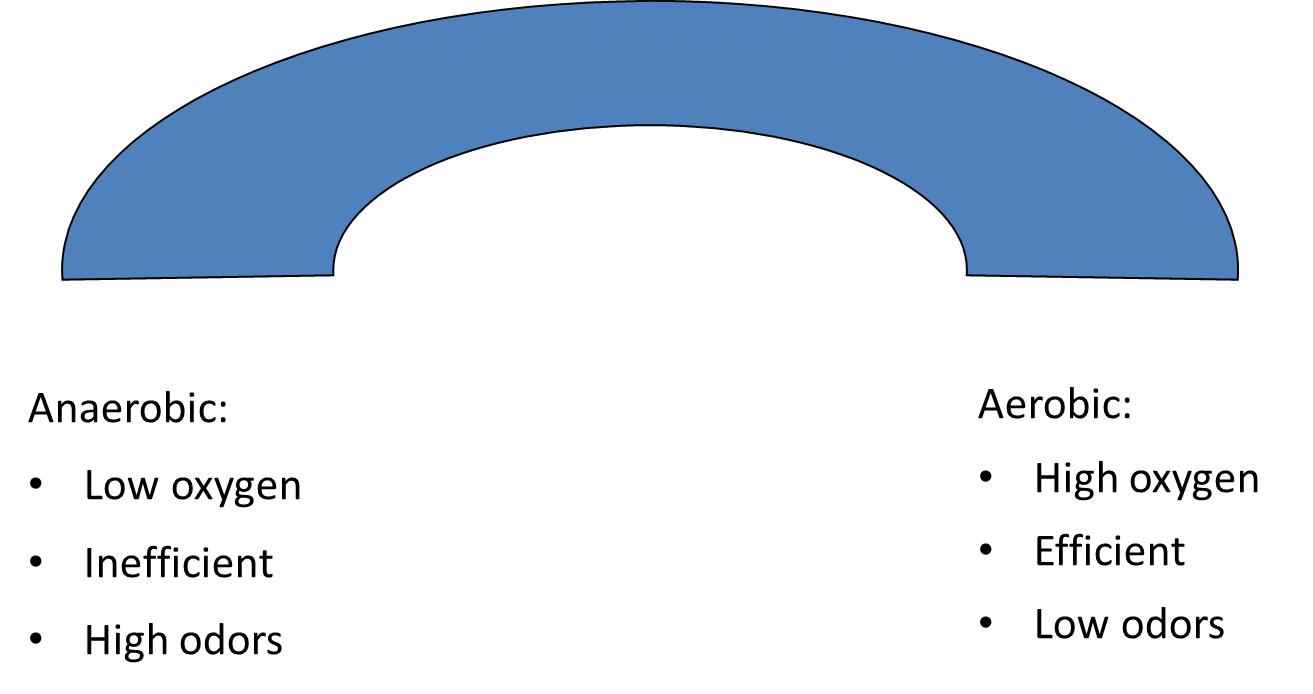 Anaerobic:
• Low oxygen
• Inefficient
• High odors
Aerobic:
• High oxygen
• Efficient
• Low odors